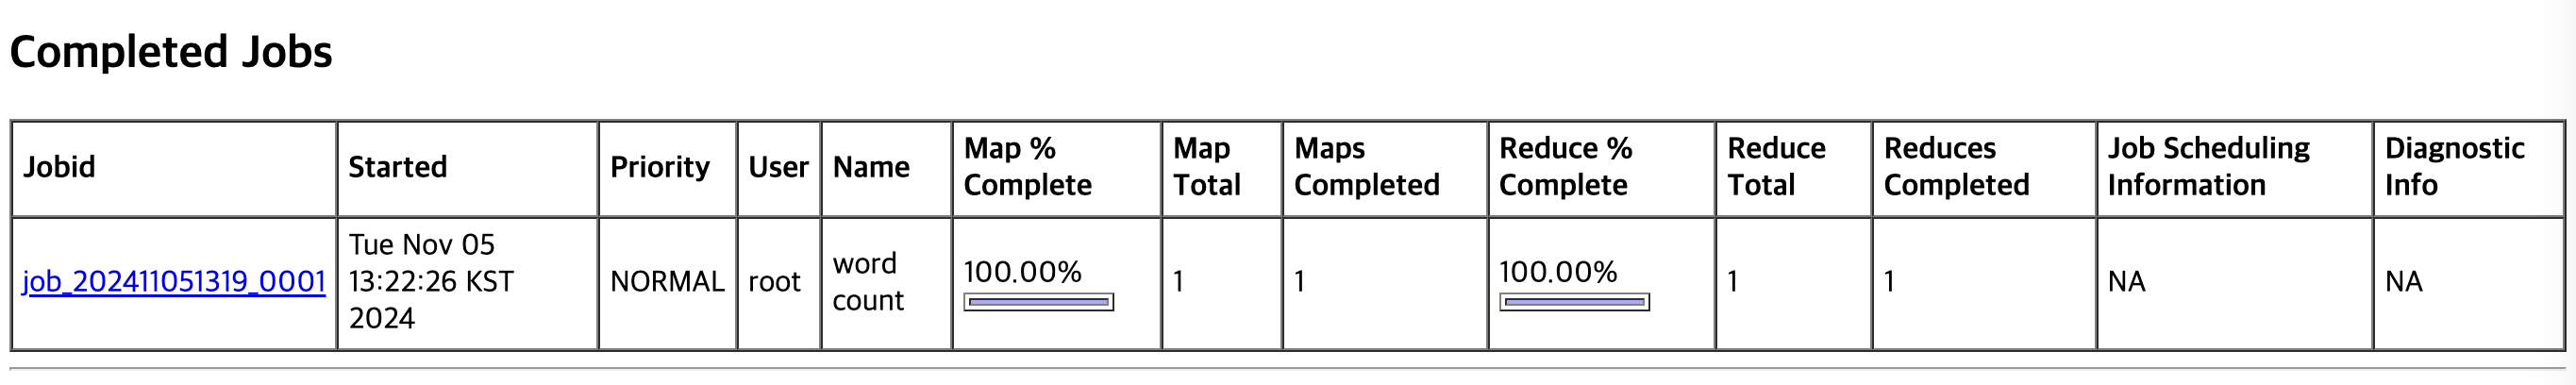 Completed Jobs
Jobid Started Priority User Name Map % Complete Map Total Maps Completed Reduce % Complete Reduce Total Reduces Completed Job Scheduling Information Diagnostic Info
job_202411051319_0001 Tue Nov 05 13:22:26 KST 2024 NORMAL root word count 100.00% 1 1 100.00% 1 1 NA NA